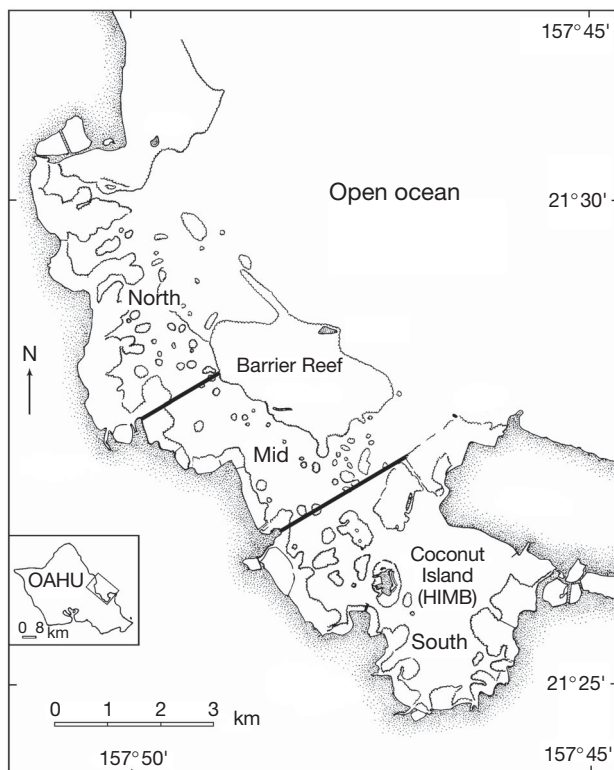 157°45'
Open ocean
21°30'
North
N
Barrier Reef
Mid
Coconut
Island
(HIMB)
OAHU
0 8 km
South
21°25'
0 1 2 3
km
157°50'
157°45'